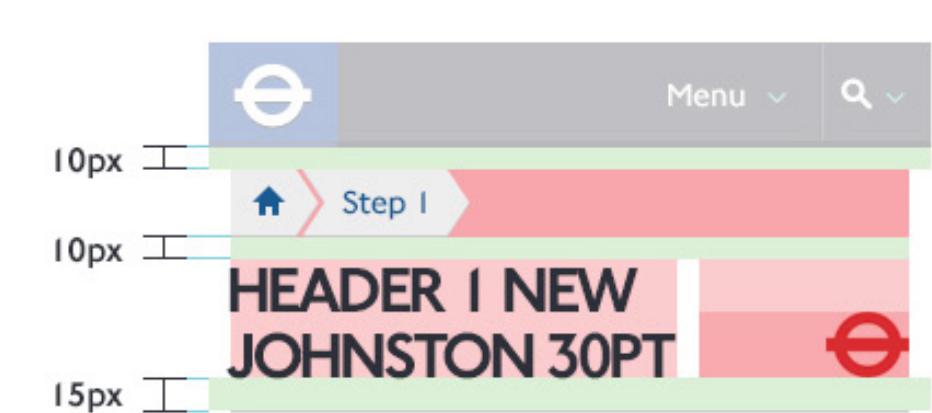 Menu
10px
Step 1
10px
HEADER 1 NEW
JOHNSTON 30PT
15px